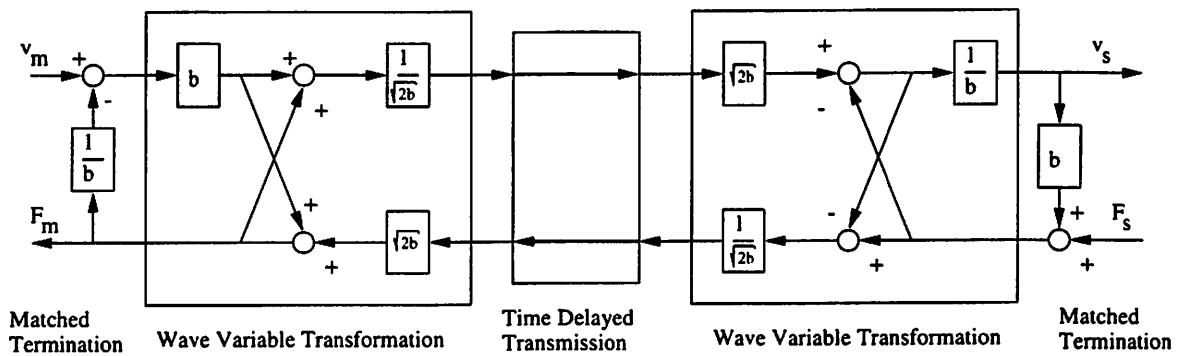 v_m + + + v_s
b 1/√2b √2b 1/b
- + -
1/b b
F_m + - + F_s
√2b 1/√2b
+ + +
Matched Termination
Wave Variable Transformation
Time Delayed Transmission
Wave Variable Transformation
Matched Termination